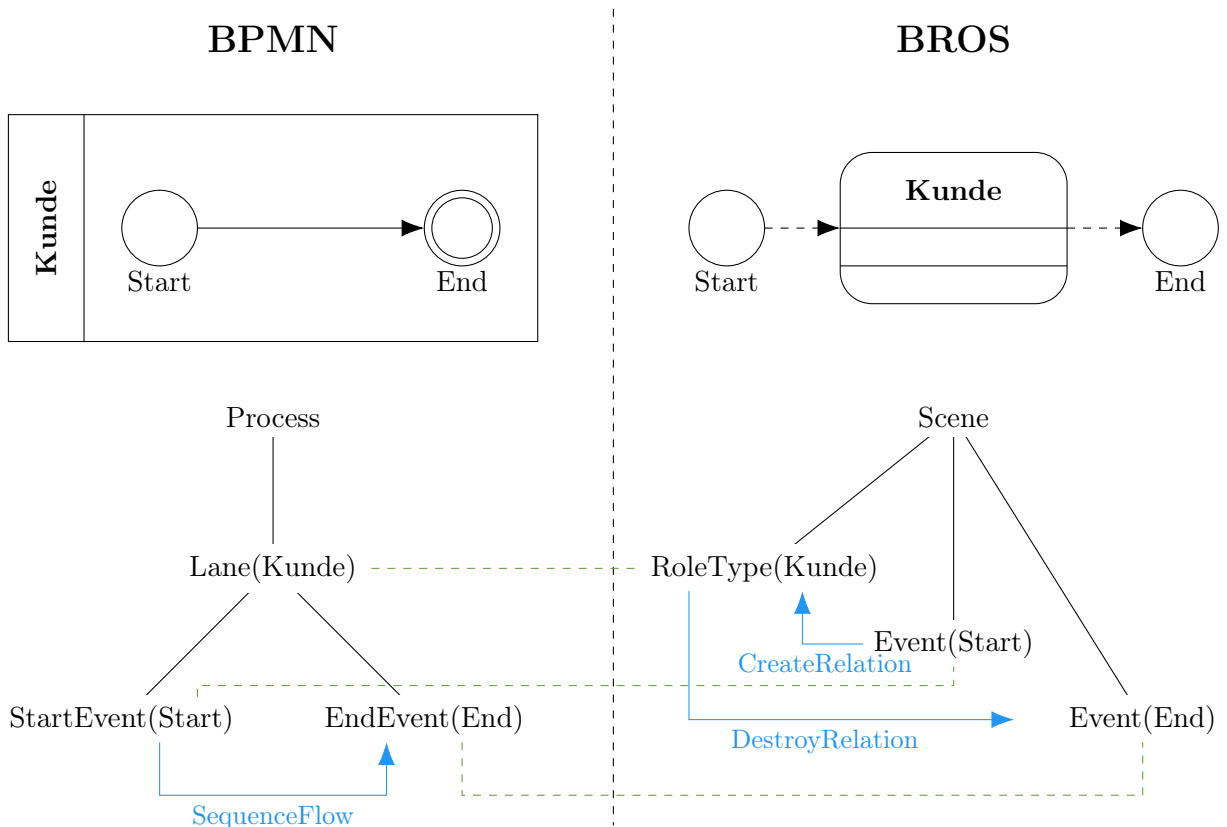 BPMN
BROS
Kunde
Start
End
Kunde
Start
End
Process
Scene
Lane(Kunde)
RoleType(Kunde)
Event(Start)
CreateRelation
StartEvent(Start)
EndEvent(End)
Event(End)
DestroyRelation
SequenceFlow